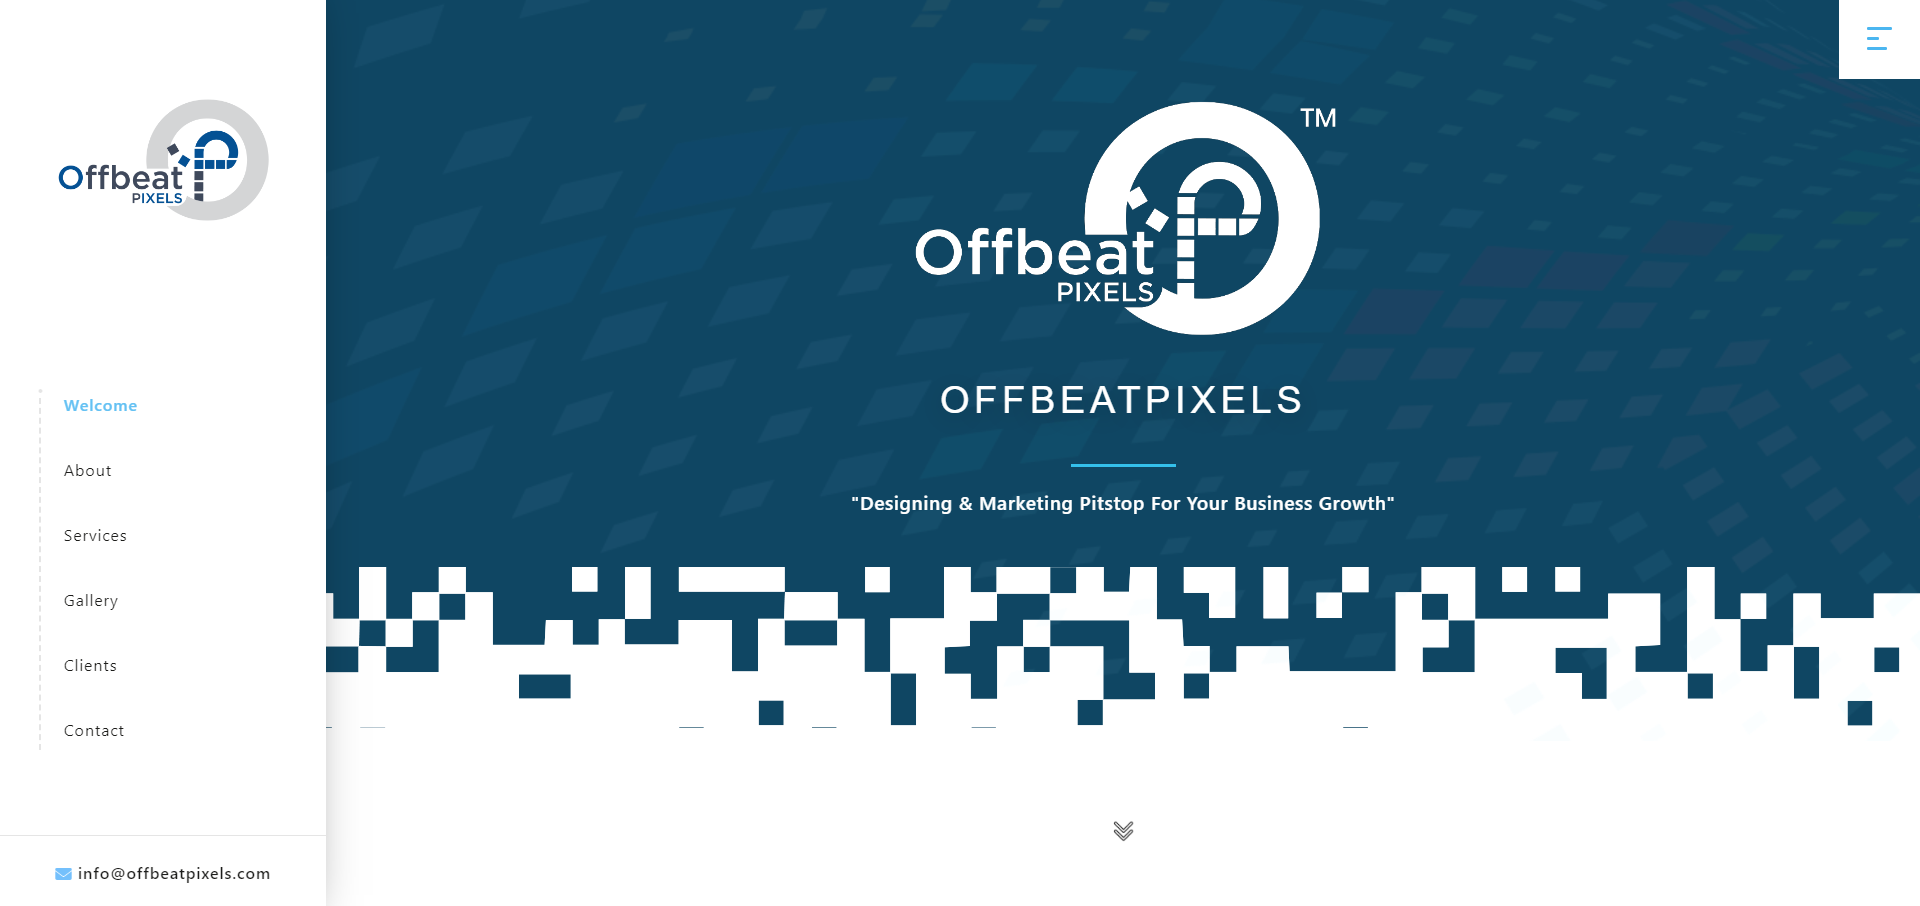 Offbeat
PIXELS
Welcome
About
Services
Gallery
Clients
Contact
info@offbeatpixels.com
TM
Offbeat
PIXELS
OFFBEATPIXELS
"Designing & Marketing Pitstop For Your Business Growth"